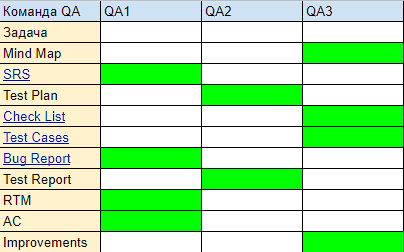 Команда QA QA1 QA2 QA3
Задача
Mind Map
SRS
Test Plan
Check List
Test Cases
Bug Report
Test Report
RTM
AC
Improvements